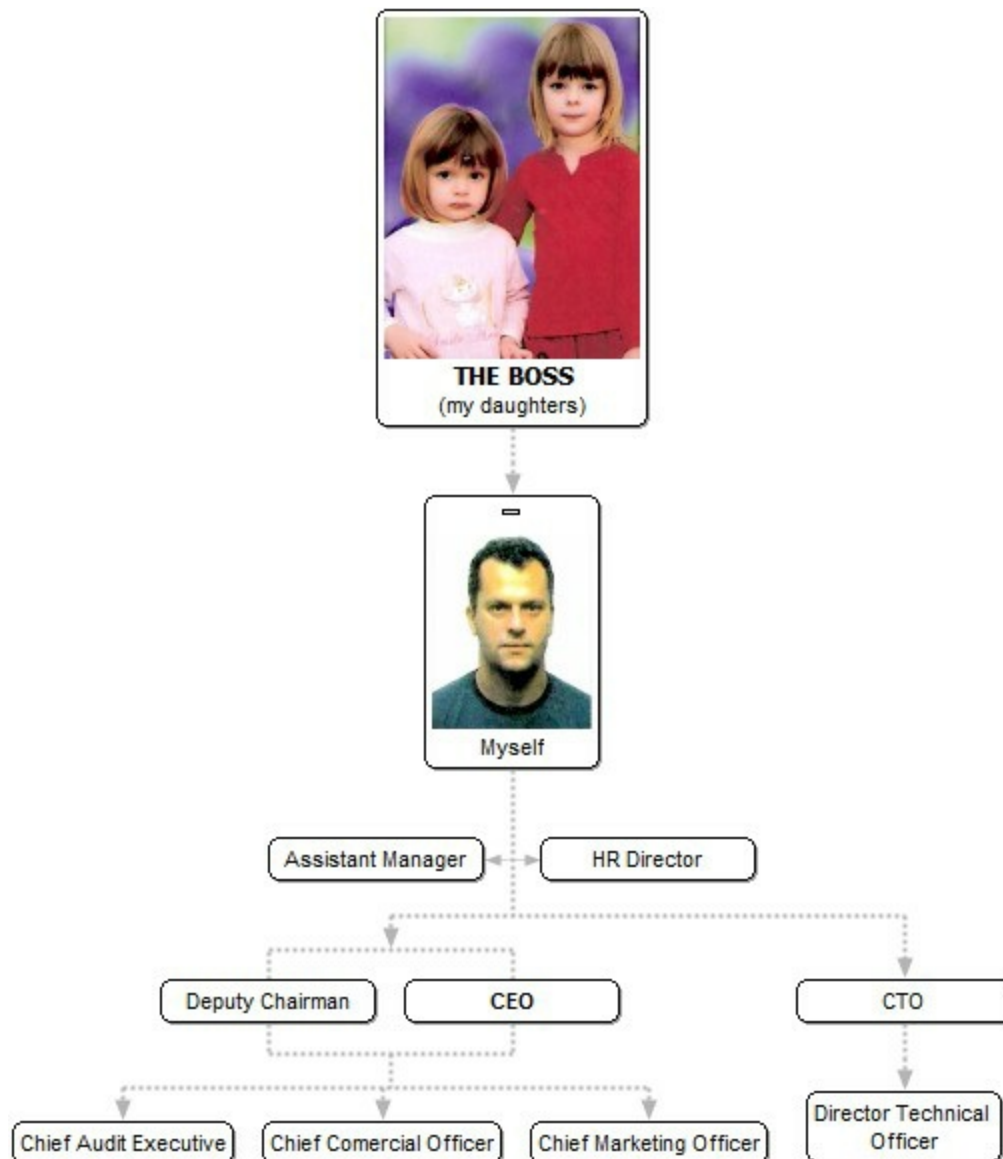 THE BOSS
(my daughters)
Myself
Assistant Manager
HR Director
Deputy Chairman
CEO
CTO
Chief Audit Executive
Chief Comercial Officer
Chief Marketing Officer
Director Technical
Officer